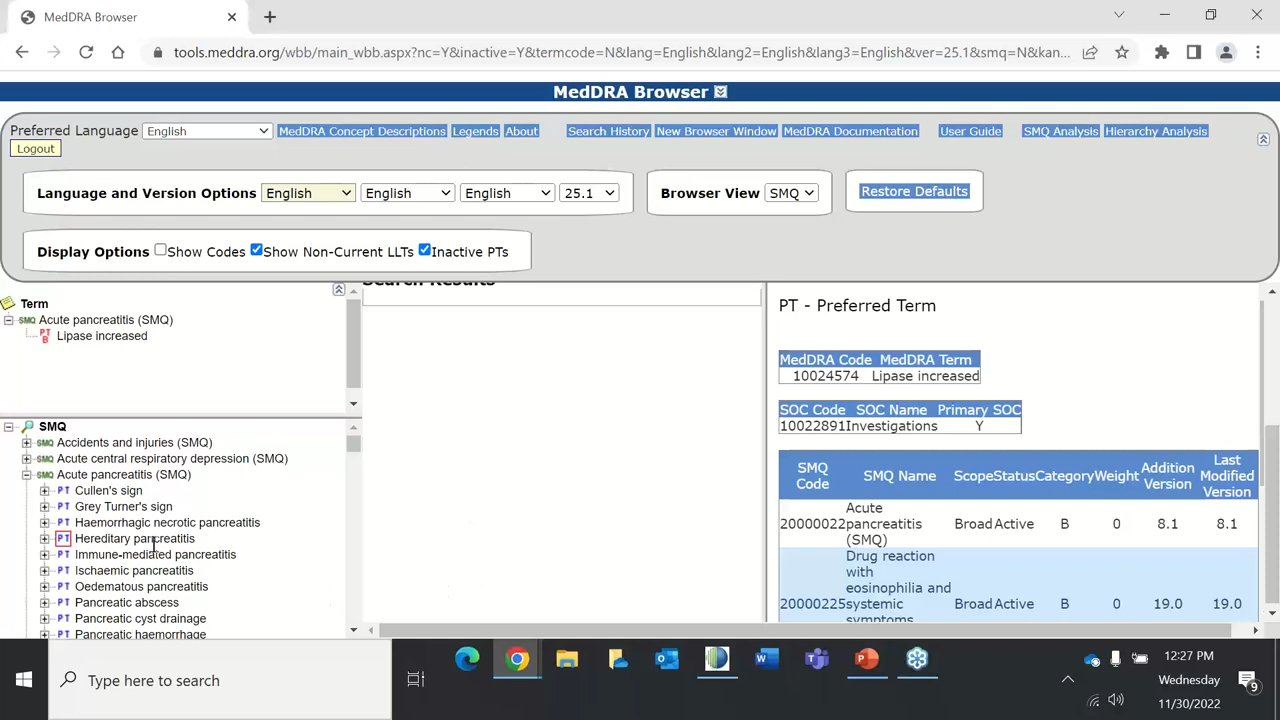 MedDRA Browser
tools.meddra.org/wbb/main_wbb.aspx?nc=Y&inactive=Y&termcode=N&lang=English&lang2=English&lang3=English&ver=25.1&smq=N&kan...
MedDRA Browser
Preferred Language English MedDRA Concept Descriptions Legends About Search History New Browser Window MedDRA Documentation User Guide SMQ Analysis Hierarchy Analysis
Logout
Language and Version Options English English English 25.1 Browser View SMQ Restore Defaults
Display Options Show Codes Show Non-Current LLTs Inactive PTs
Term
SMQ Acute pancreatitis (SMQ)
PT B Lipase increased
SMQ
SMQ Accidents and injuries (SMQ)
SMQ Acute central respiratory depression (SMQ)
SMQ Acute pancreatitis (SMQ)
PT Cullen's sign
PT Grey Turner's sign
PT Haemorrhagic necrotic pancreatitis
PT Hereditary pancreatitis
PT Immune-mediated pancreatitis
PT Ischaemic pancreatitis
PT Oedematous pancreatitis
PT Pancreatic abscess
PT Pancreatic cyst drainage
PT Pancreatic haemorrhage
Search Results
PT - Preferred Term
MedDRA Code MedDRA Term
10024574 Lipase increased
SOC Code SOC Name Primary SOC
10022891 Investigations Y
SMQ Code SMQ Name Scope Status Category Weight Addition Version Last Modified Version
20000022 Acute pancreatitis (SMQ) Broad Active B 0 8.1 8.1
20000225 Drug reaction with eosinophilia and systemic symptoms Broad Active B 0 19.0 19.0
Type here to search
12:27 PM
Wednesday
11/30/2022
9